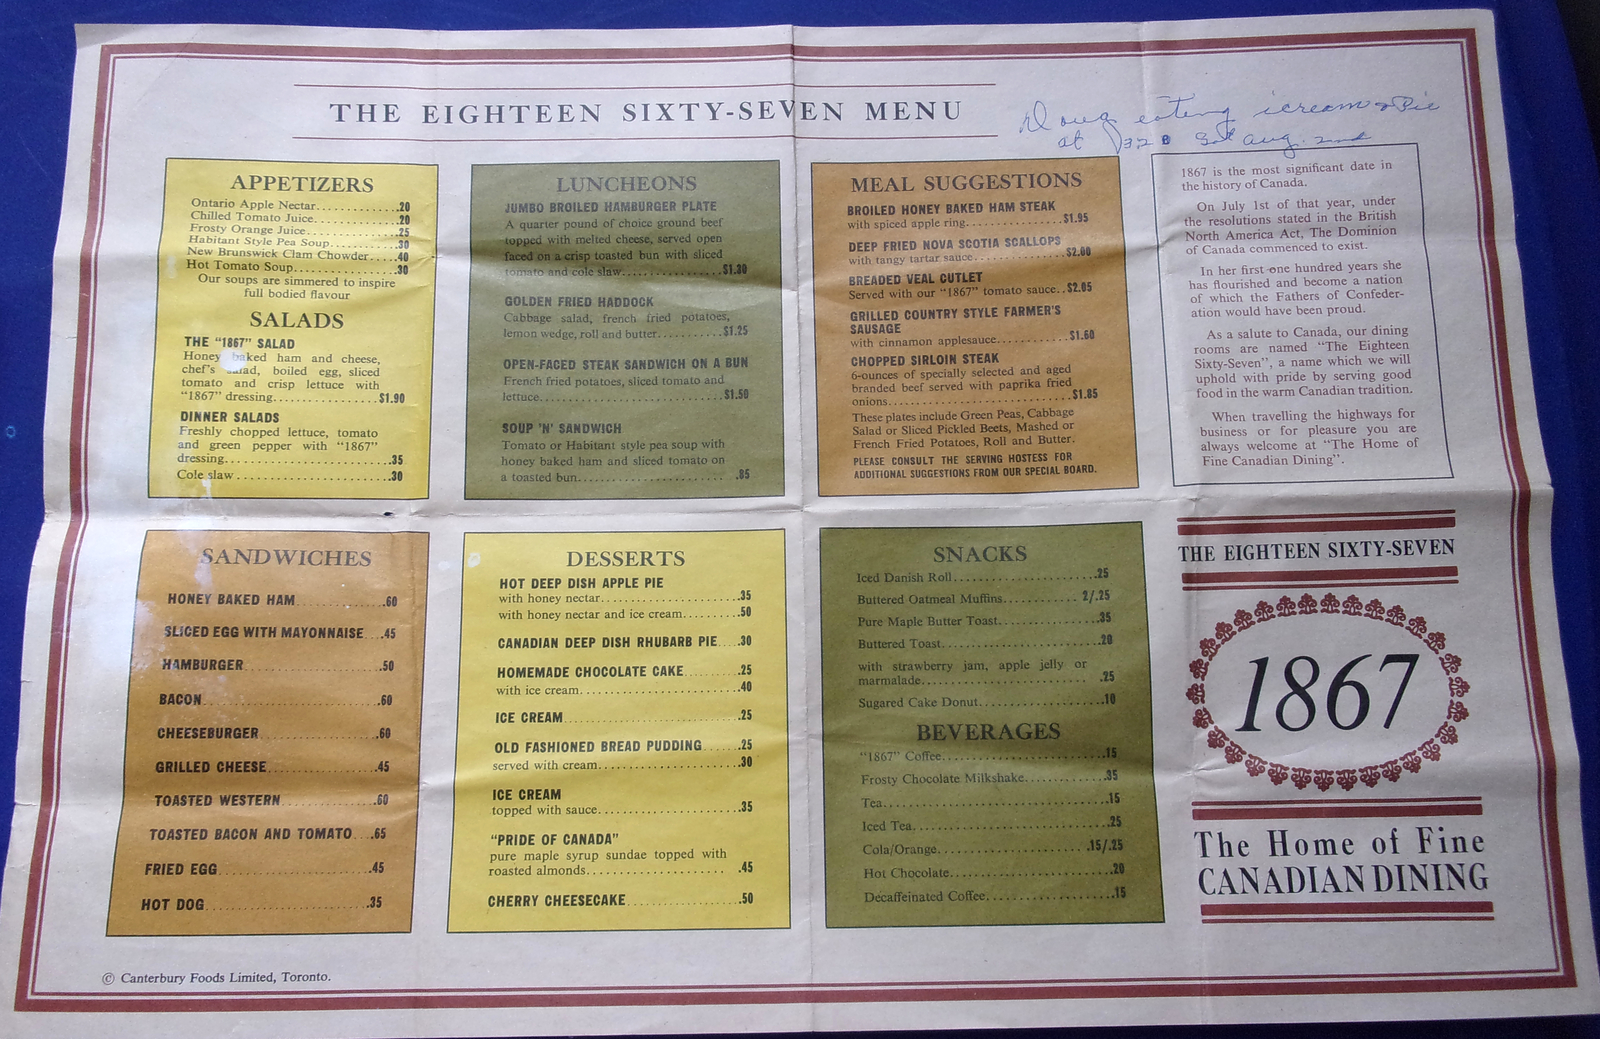 THE EIGHTEEN SIXTY-SEVEN MENU
Doug eating icream & Pie
at 732 B Sat Aug. 2nd
APPETIZERS
Ontario Apple Nectar..................20
Chilled Tomato Juice..................20
Frosty Orange Juice...................25
Habitant Style Pea Soup.............30
New Brunswick Clam Chowder.....40
Hot Tomato Soup.......................30
Our soups are simmered to inspire
full bodied flavour
SALADS
THE "1867" SALAD
Honey baked ham and cheese,
chef's salad, boiled egg, sliced
tomato and crisp lettuce with
"1867" dressing..................$1.90
DINNER SALADS
Freshly chopped lettuce, tomato
and green pepper with "1867"
dressing.............................35
Cole slaw...........................30
LUNCHEONS
JUMBO BROILED HAMBURGER PLATE
A quarter pound of choice ground beef
topped with melted cheese, served open
faced on a crisp toasted bun with sliced
tomato and cole slaw..................$1.30
GOLDEN FRIED HADDOCK
Cabbage salad, french fried potatoes,
lemon wedge, roll and butter..........$1.25
OPEN-FACED STEAK SANDWICH ON A BUN
French fried potatoes, sliced tomato and
lettuce.................................$1.50
SOUP 'N' SANDWICH
Tomato or Habitant style pea soup with
honey baked ham and sliced tomato on
a toasted bun...........................85
MEAL SUGGESTIONS
BROILED HONEY BAKED HAM STEAK
with spiced apple ring..................$1.95
DEEP FRIED NOVA SCOTIA SCALLOPS
with tangy tartar sauce.................$2.00
BREADED VEAL CUTLET
Served with our "1867" tomato sauce..$2.05
GRILLED COUNTRY STYLE FARMER'S
SAUSAGE
with cinnamon applesauce.............$1.60
CHOPPED SIRLOIN STEAK
6-ounces of specially selected and aged
branded beef served with paprika fried
onions..................................$1.85
These plates include Green Peas, Cabbage
Salad or Sliced Pickled Beets, Mashed or
French Fried Potatoes, Roll and Butter.
PLEASE CONSULT THE SERVING HOSTESS FOR
ADDITIONAL SUGGESTIONS FROM OUR SPECIAL BOARD.
1867 is the most significant date in
the history of Canada.
On July 1st of that year, under
the resolutions stated in the British
North America Act, The Dominion
of Canada commenced to exist.
In her first one hundred years she
has flourished and become a nation
of which the Fathers of Confeder-
ation would have been proud.
As a salute to Canada, our dining
rooms are named "The Eighteen
Sixty-Seven", a name which we will
uphold with pride by serving good
food in the warm Canadian tradition.
When travelling the highways for
business or for pleasure you are
always welcome at "The Home of
Fine Canadian Dining".
SANDWICHES
HONEY BAKED HAM.................60
SLICED EGG WITH MAYONNAISE....45
HAMBURGER..........................50
BACON................................60
CHEESEBURGER.......................60
GRILLED CHEESE......................45
TOASTED WESTERN...................60
TOASTED BACON AND TOMATO....65
FRIED EGG............................45
HOT DOG..............................35
DESSERTS
HOT DEEP DISH APPLE PIE
with honey nectar.......................35
with honey nectar and ice cream.......50
CANADIAN DEEP DISH RHUBARB PIE....30
HOMEMADE CHOCOLATE CAKE..........25
with ice cream...........................40
ICE CREAM...............................25
OLD FASHIONED BREAD PUDDING.......25
served with cream.......................30
ICE CREAM
topped with sauce.......................35
"PRIDE OF CANADA"
pure maple syrup sundae topped with
roasted almonds.........................45
CHERRY CHEESECAKE....................50
SNACKS
Iced Danish Roll.........................25
Buttered Oatmeal Muffins............2/.25
Pure Maple Butter Toast................35
Buttered Toast...........................20
with strawberry jam, apple jelly or
marmalade...............................25
Sugared Cake Donut....................10
BEVERAGES
"1867" Coffee...........................15
Frosty Chocolate Milkshake............35
Tea.......................................15
Iced Tea.................................25
Cola/Orange........................15/.25
Hot Chocolate...........................20
Decaffeinated Coffee...................15
THE EIGHTEEN SIXTY-SEVEN
1867
The Home of Fine
CANADIAN DINING
© Canterbury Foods Limited, Toronto.